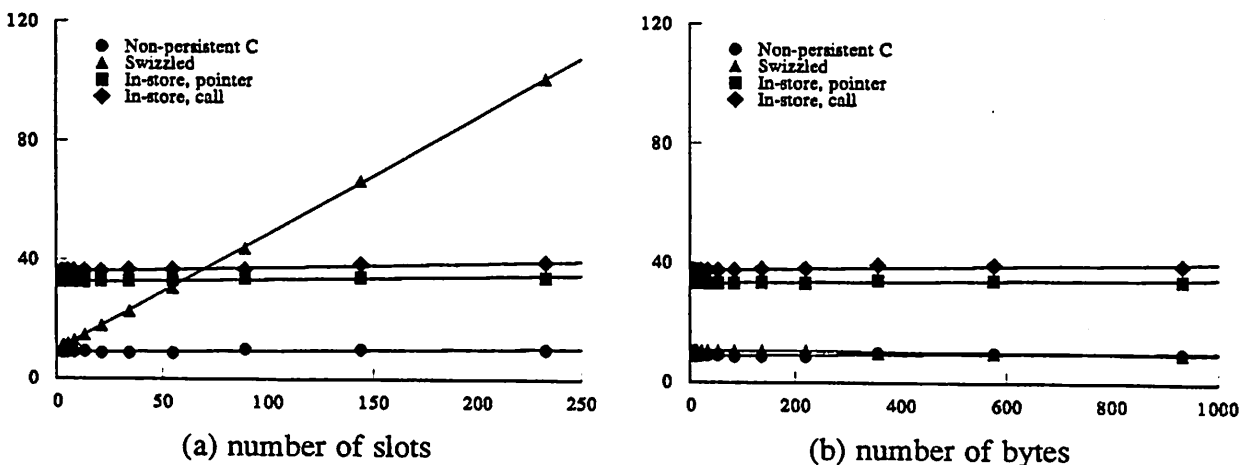 120
80
40
0
Non-persistent C
Swizzled
In-store, pointer
In-store, call
0 50 100 150 200 250
(a) number of slots
120
80
40
0
Non-persistent C
Swizzled
In-store, pointer
In-store, call
0 200 400 600 800 1000
(b) number of bytes